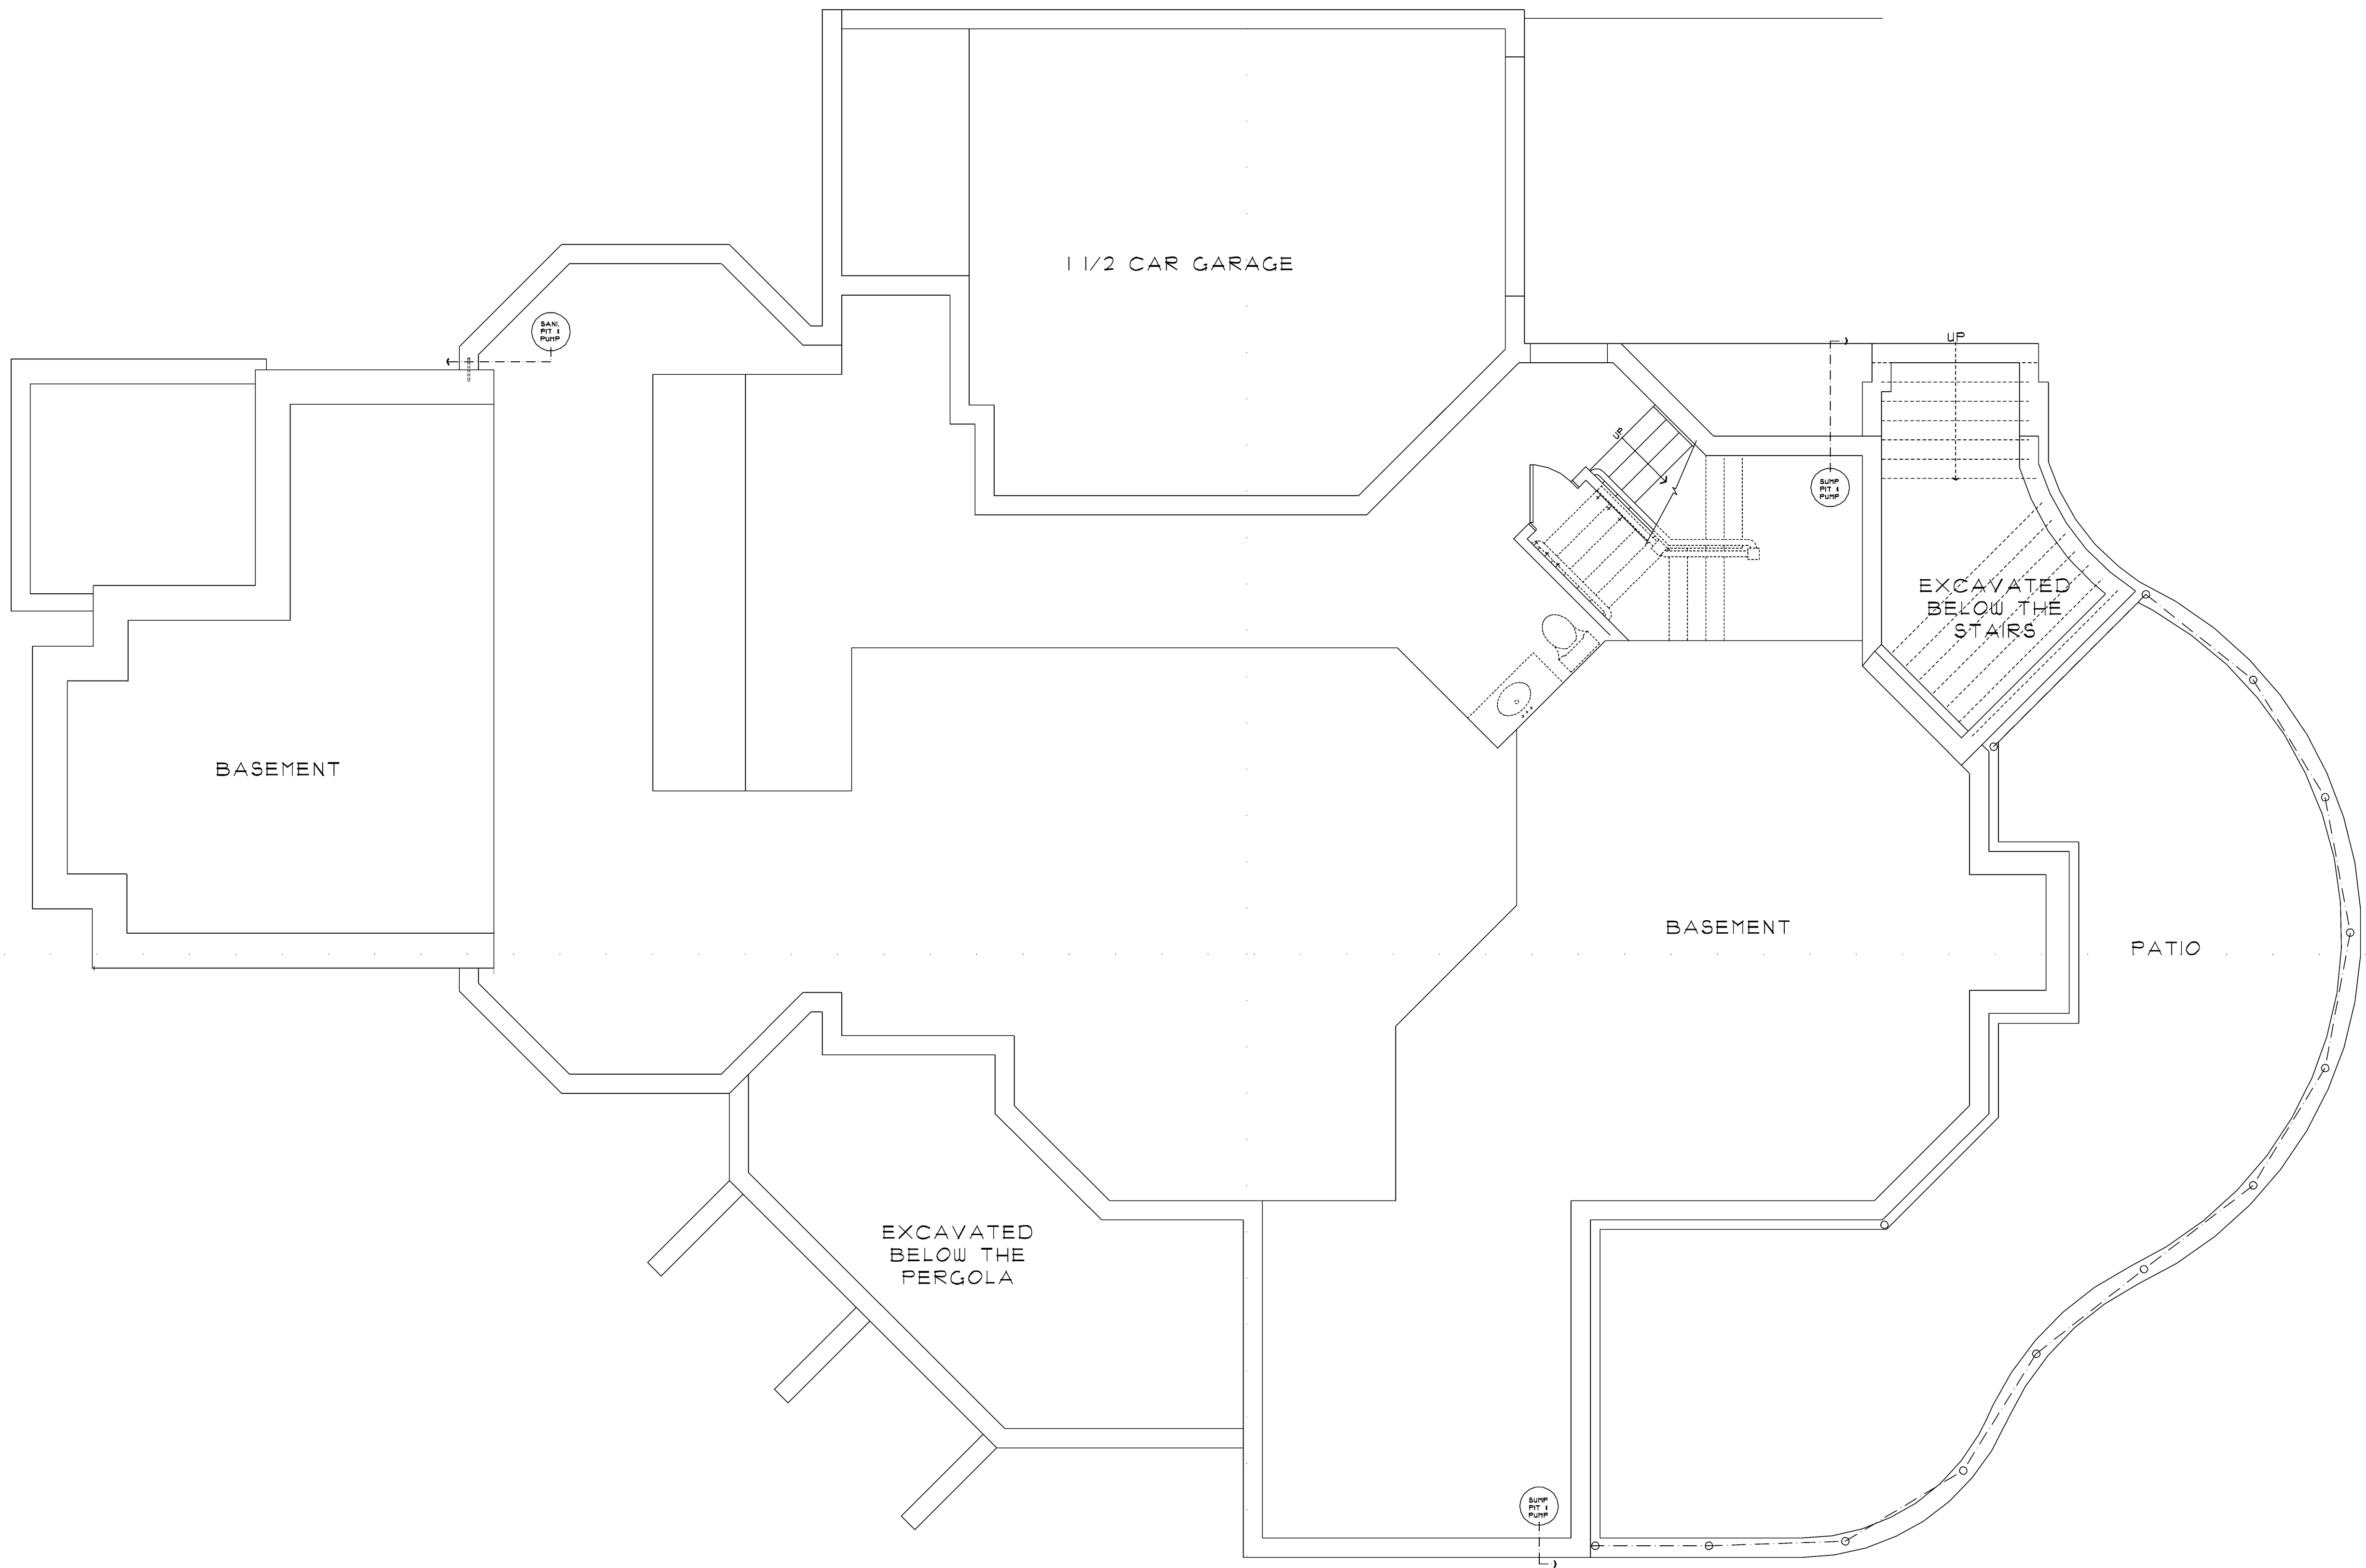 1 1/2 CAR GARAGE
SANI.
PIT &
PUMP
UP
UP
SUMP
PIT &
PUMP
EXCAVATED
BELOW THE
STAIRS
BASEMENT
BASEMENT
PATIO
EXCAVATED
BELOW THE
PERGOLA
SUMP
PIT &
PUMP